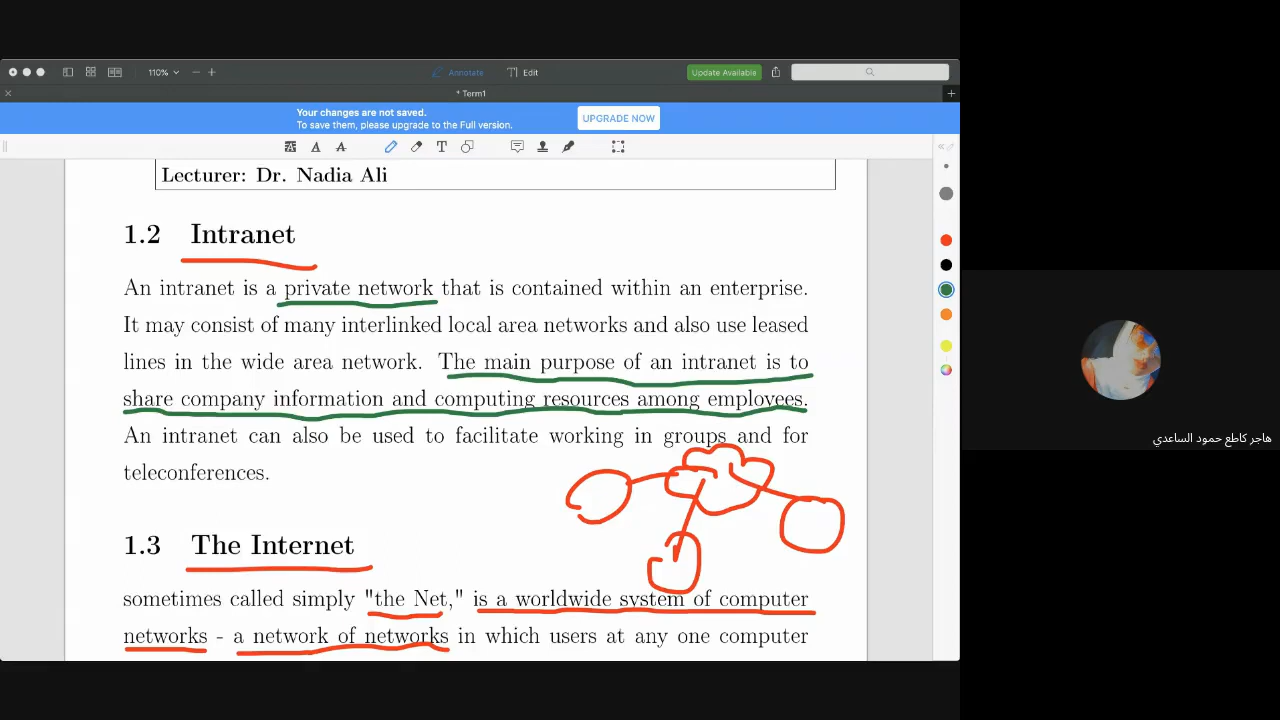 110%
Annotate
Edit
Update Available
* Term1
Your changes are not saved.
To save them, please upgrade to the Full version.
UPGRADE NOW
Lecturer: Dr. Nadia Ali
1.2 Intranet
An intranet is a private network that is contained within an enterprise.
It may consist of many interlinked local area networks and also use leased
lines in the wide area network. The main purpose of an intranet is to
share company information and computing resources among employees.
An intranet can also be used to facilitate working in groups and for
teleconferences.
1.3 The Internet
sometimes called simply "the Net," is a worldwide system of computer
networks - a network of networks in which users at any one computer
هاجر كاطع حمود الساعدي